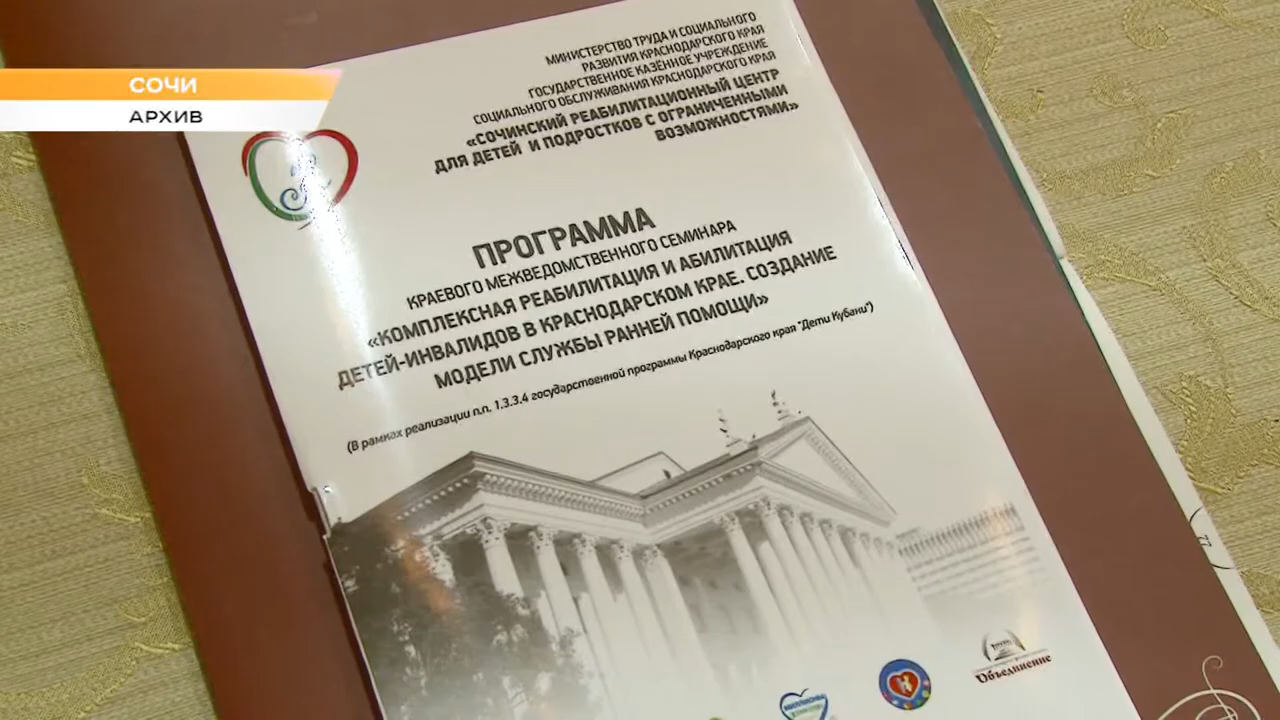 СОЧИ
АРХИВ
МИНИСТЕРСТВО ТРУДА И СОЦИАЛЬНОГО
РАЗВИТИЯ КРАСНОДАРСКОГО КРАЯ
ГОСУДАРСТВЕННОЕ КАЗЁННОЕ УЧРЕЖДЕНИЕ
СОЦИАЛЬНОГО ОБСЛУЖИВАНИЯ КРАСНОДАРСКОГО КРАЯ
«СОЧИНСКИЙ РЕАБИЛИТАЦИОННЫЙ ЦЕНТР
ДЛЯ ДЕТЕЙ И ПОДРОСТКОВ С ОГРАНИЧЕННЫМИ
ВОЗМОЖНОСТЯМИ»
ПРОГРАММА
КРАЕВОГО МЕЖВЕДОМСТВЕННОГО СЕМИНАРА
«КОМПЛЕКСНАЯ РЕАБИЛИТАЦИЯ И АБИЛИТАЦИЯ
ДЕТЕЙ-ИНВАЛИДОВ В КРАСНОДАРСКОМ КРАЕ. СОЗДАНИЕ
МОДЕЛИ СЛУЖБЫ РАННЕЙ ПОМОЩИ»
(В рамках реализации п.п. 1.3.3.4 государственной программы Краснодарского края "Дети Кубани")
22
Объединение